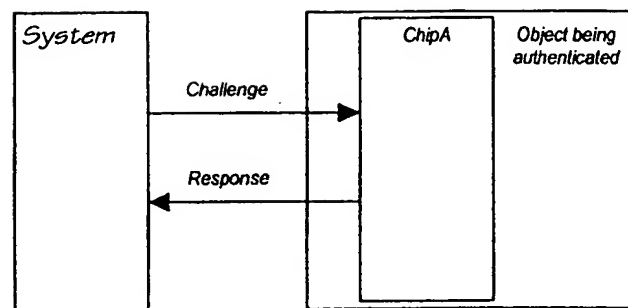 System
ChipA
Object being
authenticated
Challenge
Response